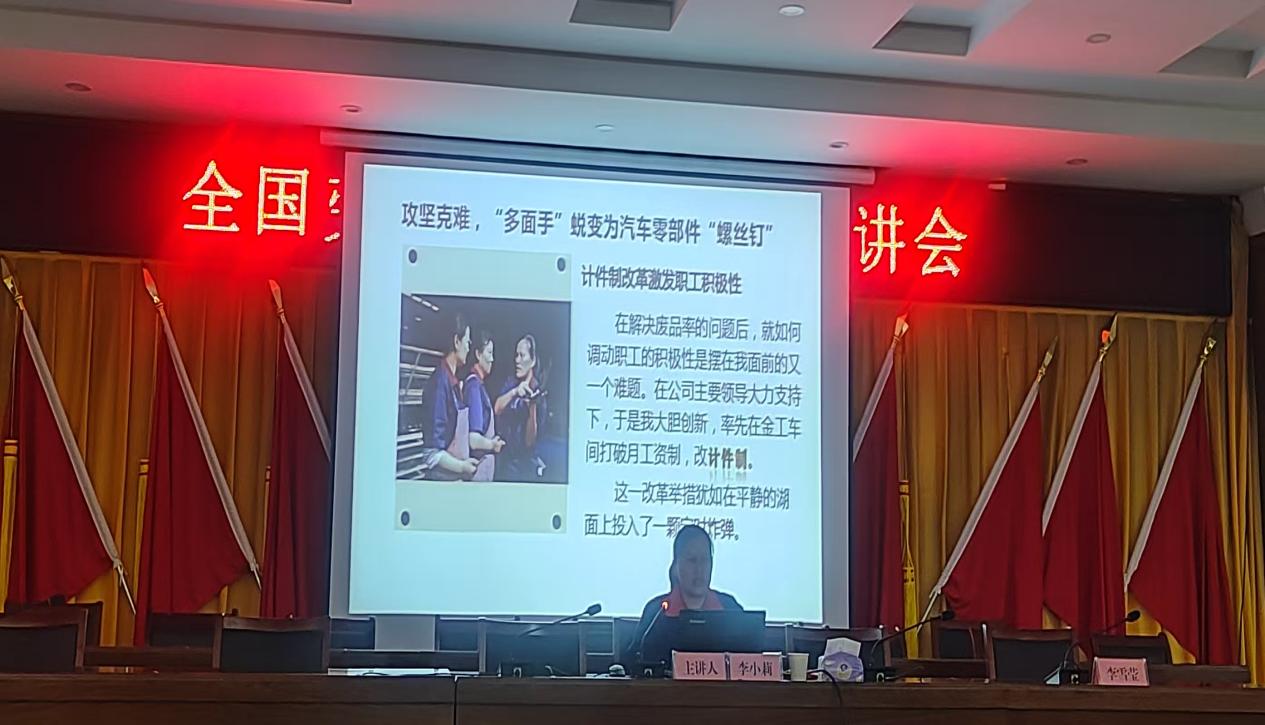 全国
讲会
攻坚克难，“多面手”蜕变为汽车零部件“螺丝钉”
计件制改革激发职工积极性
在解决废品率的问题后，就如何
调动职工的积极性是摆在我面前的又
一个难题。在公司主要领导大力支持
下，于是我大胆创新，率先在金工车
间打破月工资制，改计件制。
这一改革举措犹如在平静的湖
面上投入了一颗定时炸弹。
主讲人 李小莉
李雪莹